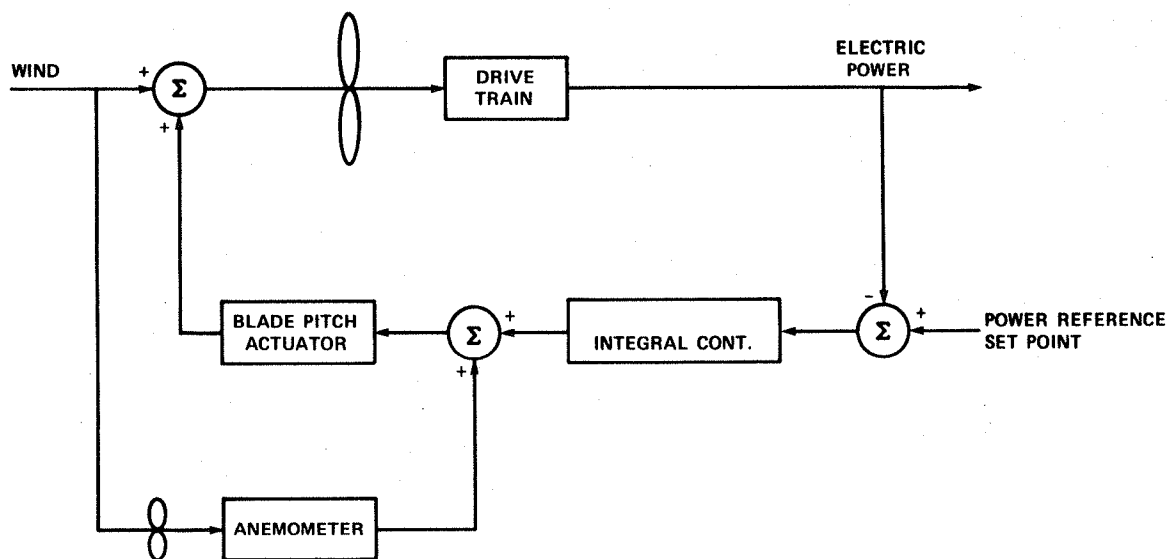 WIND
+
Σ
+
DRIVE
TRAIN
ELECTRIC
POWER
BLADE PITCH
ACTUATOR
Σ
+
+
INTEGRAL CONT.
-
Σ
+
POWER REFERENCE
SET POINT
ANEMOMETER